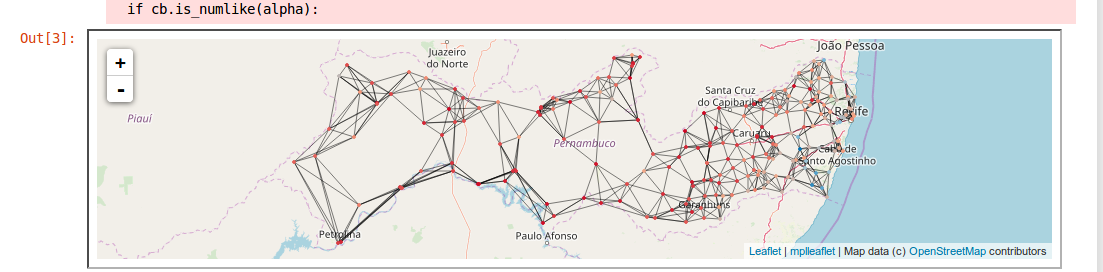 if cb.is_numlike(alpha):
Out[3]:
+
-
Juazeiro
do Norte
João Pessoa
Piauí
Santa Cruz
do Capibaribe
Recife
Caruaru
Pernambuco
Cabo de
Santo Agostinho
Garanhuns
Petrolina
Paulo Afonso
Leaflet | mplleaflet | Map data (c) OpenStreetMap contributors